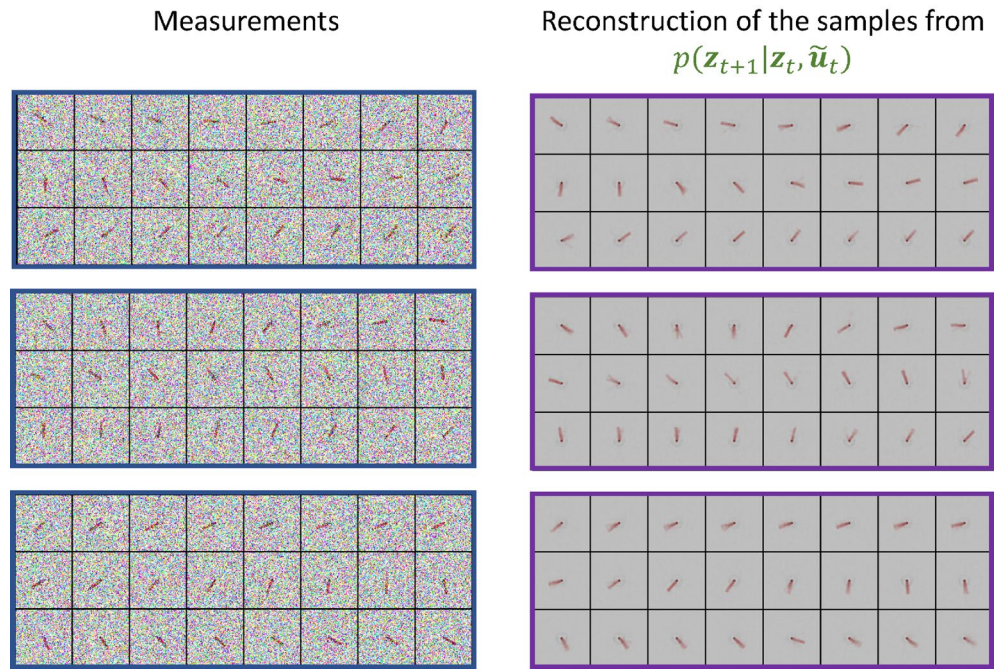 Measurements
Reconstruction of the samples from
p(𝒛ₜ₊₁|𝒛ₜ, 𝒖̃ₜ)